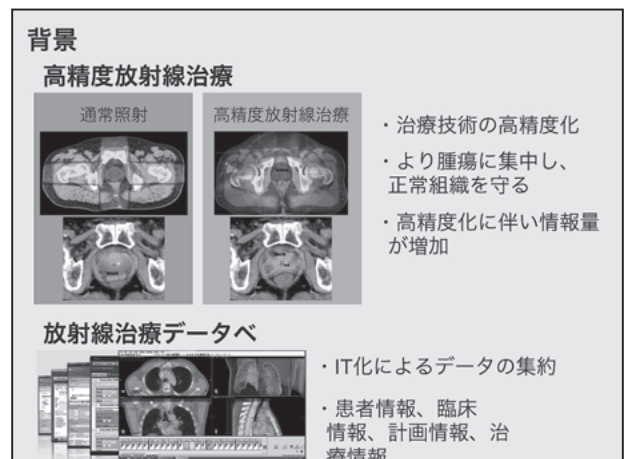 背景
高精度放射線治療
通常照射
高精度放射線治療
・治療技術の高精度化
・より腫瘍に集中し、
正常組織を守る
・高精度化に伴い情報量
が増加
放射線治療データベ
・IT化によるデータの集約
・患者情報、臨床
情報、計画情報、治
療情報